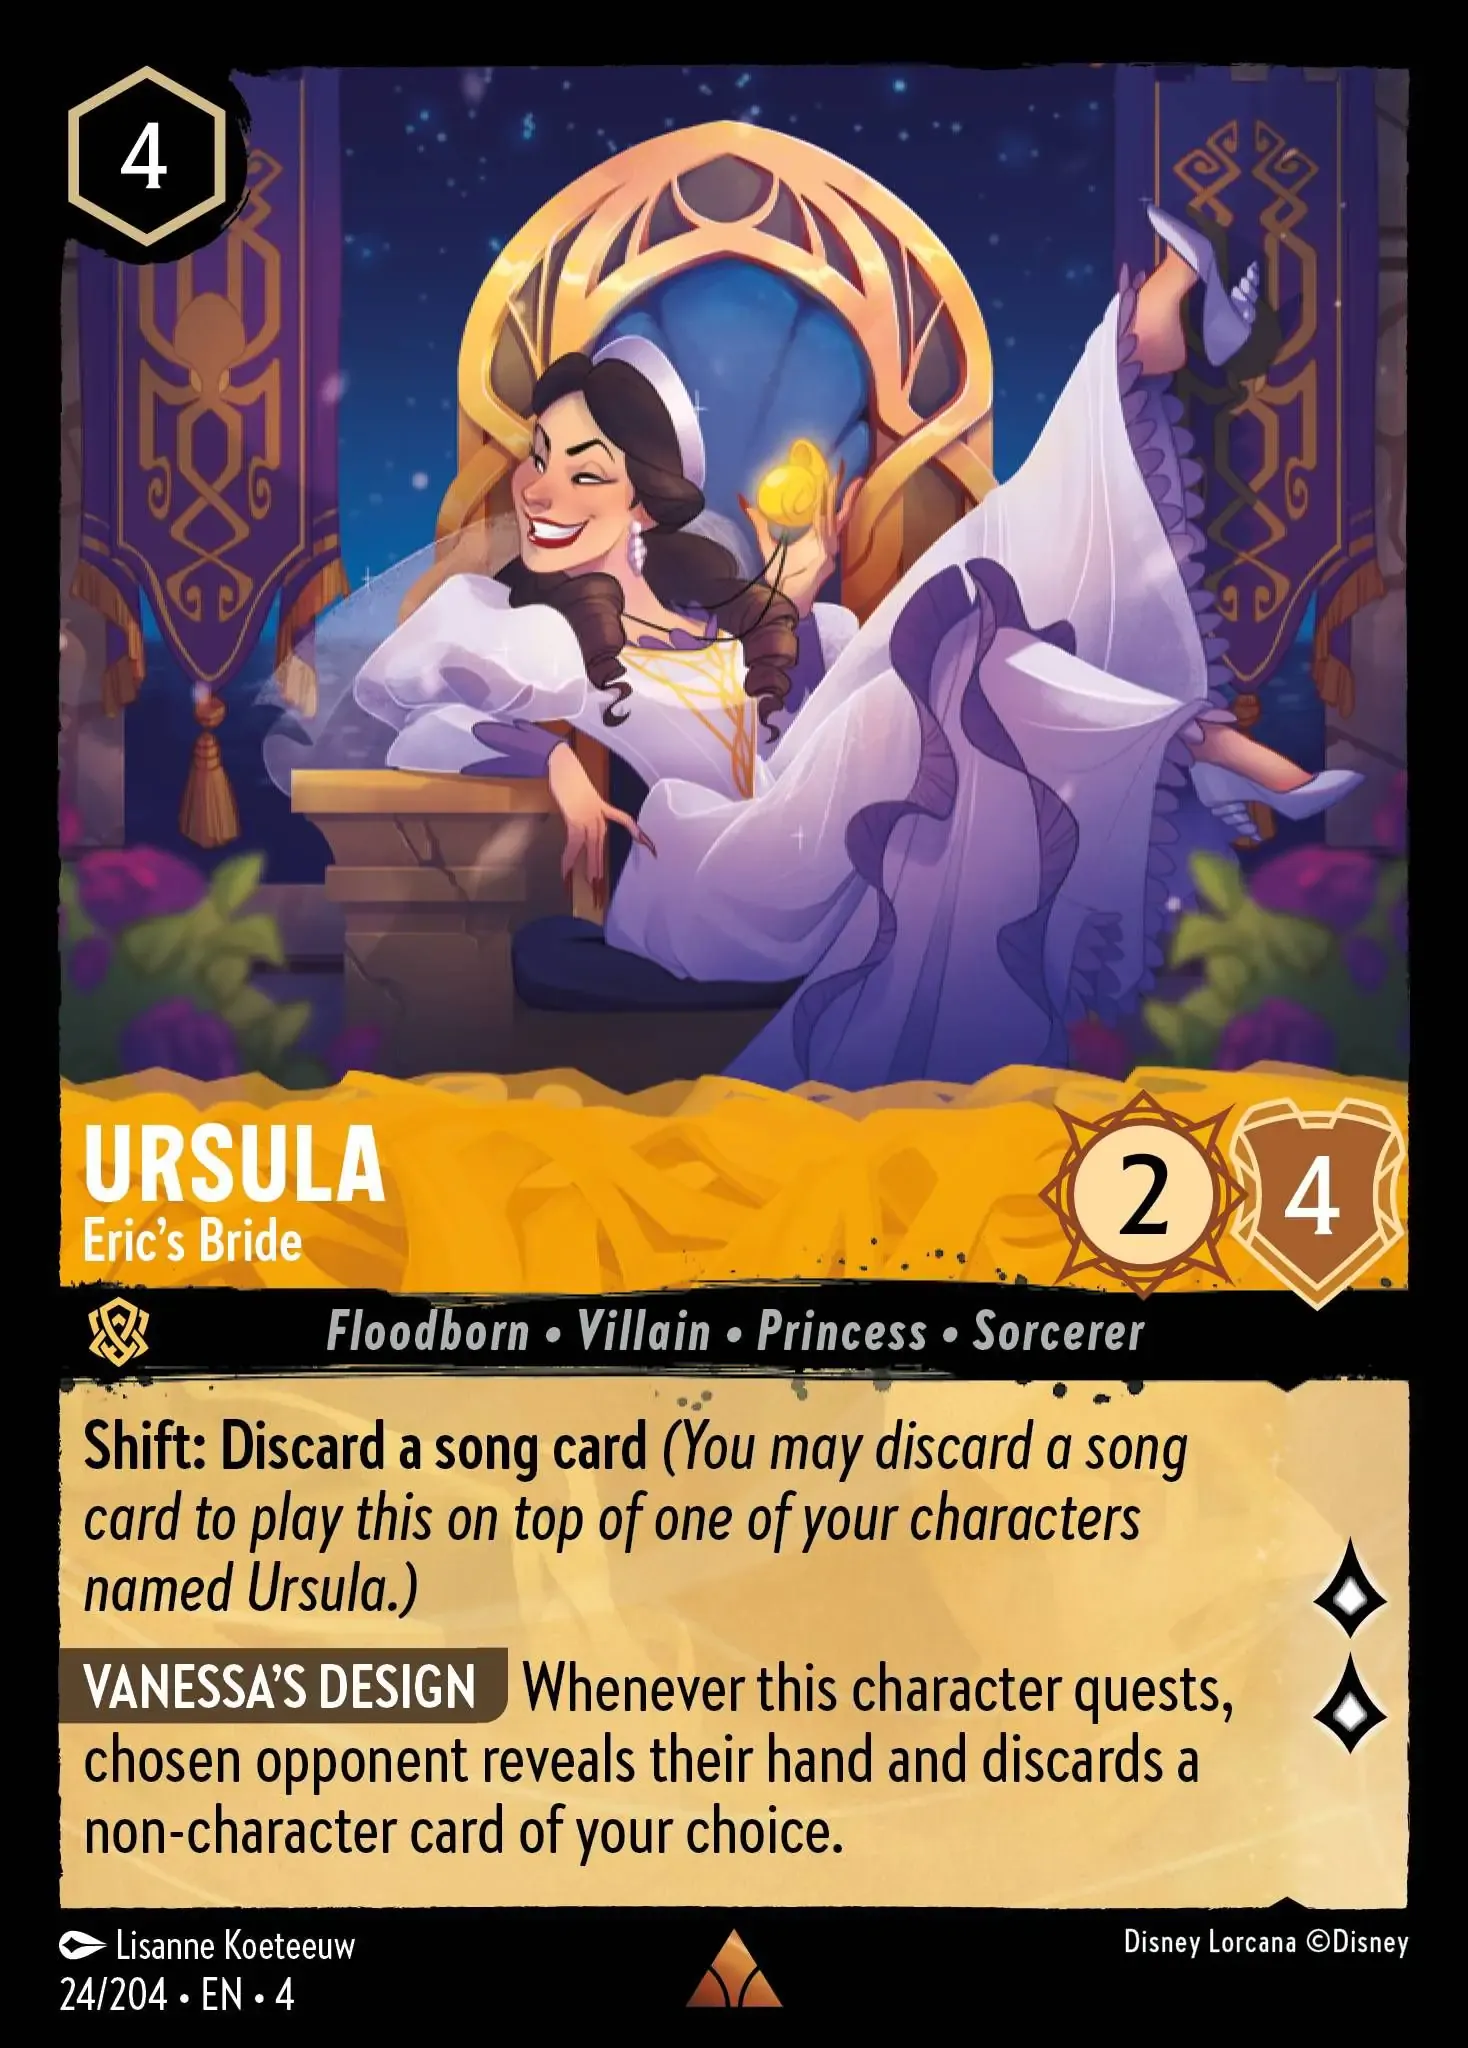 4
URSULA
Eric's Bride
2
4
Floodborn • Villain • Princess • Sorcerer
Shift: Discard a song card (You may discard a song
card to play this on top of one of your characters
named Ursula.)
VANESSA'S DESIGN Whenever this character quests,
chosen opponent reveals their hand and discards a
non-character card of your choice.
Lisanne Koeteeuw
Disney Lorcana ©Disney
24/204 • EN • 4